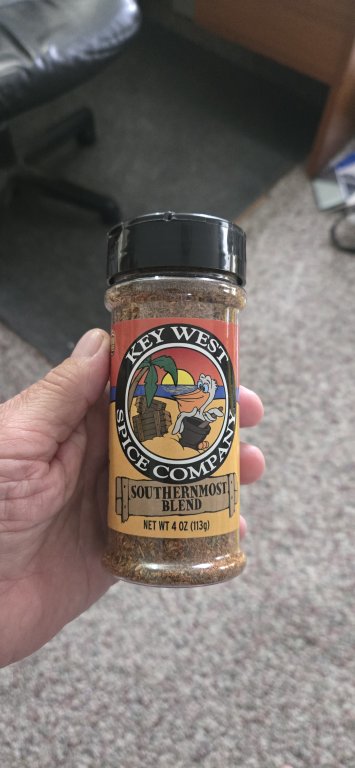 KEY WEST
SPICE COMPANY
SOUTHERNMOST
BLEND
NET WT 4 OZ (113g)